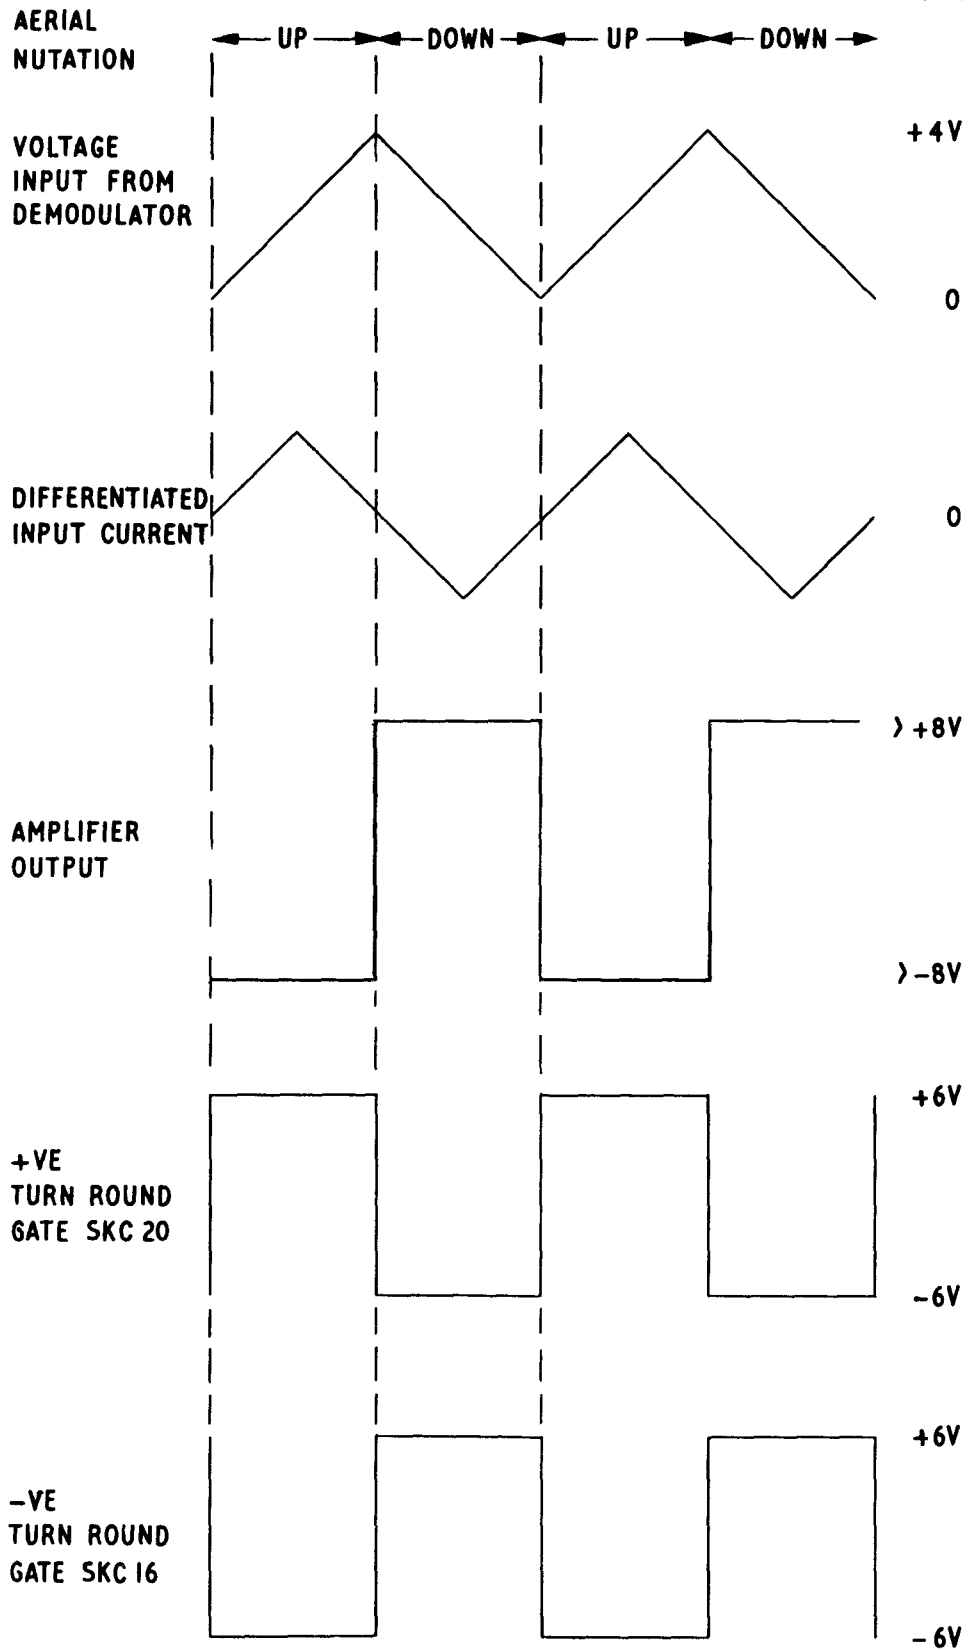 AERIAL
NUTATION
UP DOWN UP DOWN
VOLTAGE
INPUT FROM
DEMODULATOR
+4V
0
DIFFERENTIATED
INPUT CURRENT
0
AMPLIFIER
OUTPUT
>+8V
>-8V
+VE
TURN ROUND
GATE SKC 20
+6V
-6V
-VE
TURN ROUND
GATE SKC 16
+6V
-6V